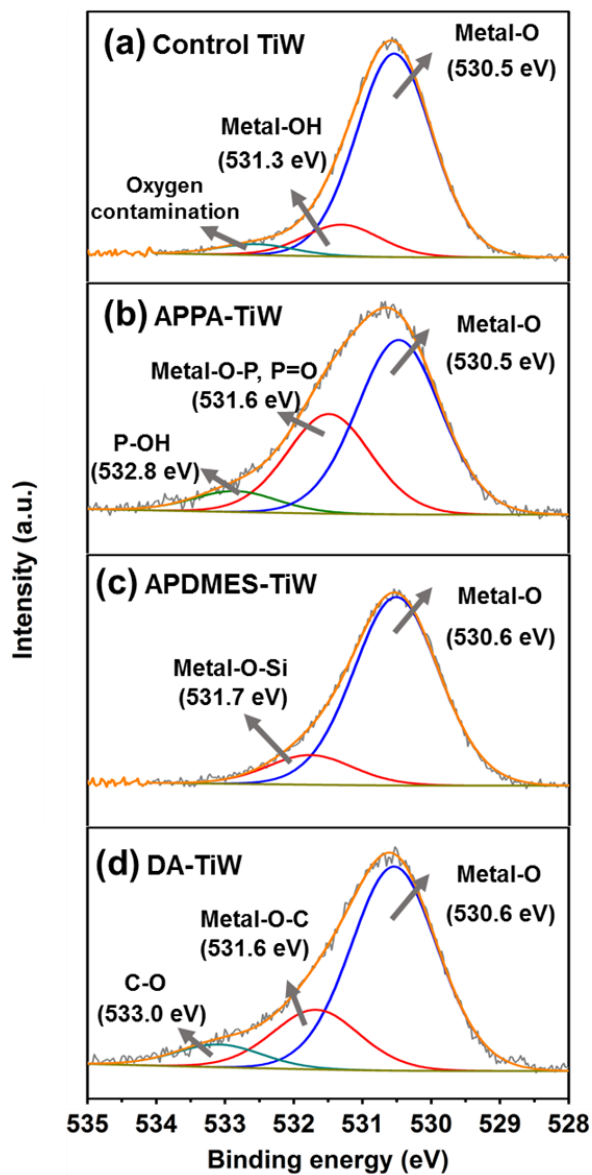 (a) Control TiW
Metal-O
(530.5 eV)
Metal-OH
(531.3 eV)
Oxygen
contamination
(b) APPA-TiW
Metal-O
(530.5 eV)
Metal-O-P, P=O
(531.6 eV)
P-OH
(532.8 eV)
(c) APDMES-TiW
Metal-O
(530.6 eV)
Metal-O-Si
(531.7 eV)
(d) DA-TiW
Metal-O
(530.6 eV)
Metal-O-C
(531.6 eV)
C-O
(533.0 eV)
Intensity (a.u.)
535 534 533 532 531 530 529 528
Binding energy (eV)